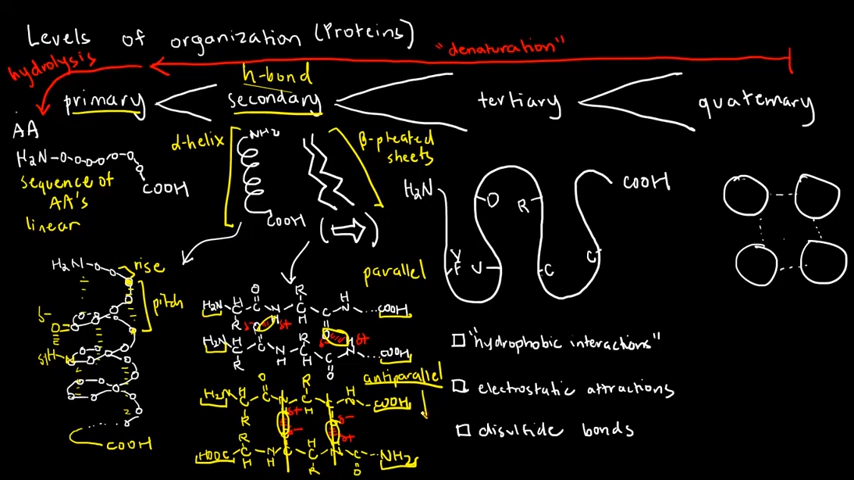 Levels of organization (Proteins)
"denaturation"
hydrolysis
h-bond
primary
secondary
tertiary
quaternary
AA
α-helix
NH2
β-pleated
sheets
H2N
COOH
sequence of
AA's
linear
COOH
H2N
COOH
O
R
V
F
V
C
C
H2N
rise
pitch
δ-
O
δ+H
COOH
parallel
O
H
R
H
H2N C C N C C N COOH
R
O
H
H
O
δ-
δ+
δ-
δ+
H2N C C N C C N COOH
R
H
O
antiparallel
H
O
R
H
H2N C C N C C N COOH
R
H
H
O
δ+
δ-
δ-
δ+
R
O
H
HOOC C N C C N C NH2
H
H
R
O
"hydrophobic interactions"
electrostatic attractions
disulfide bonds